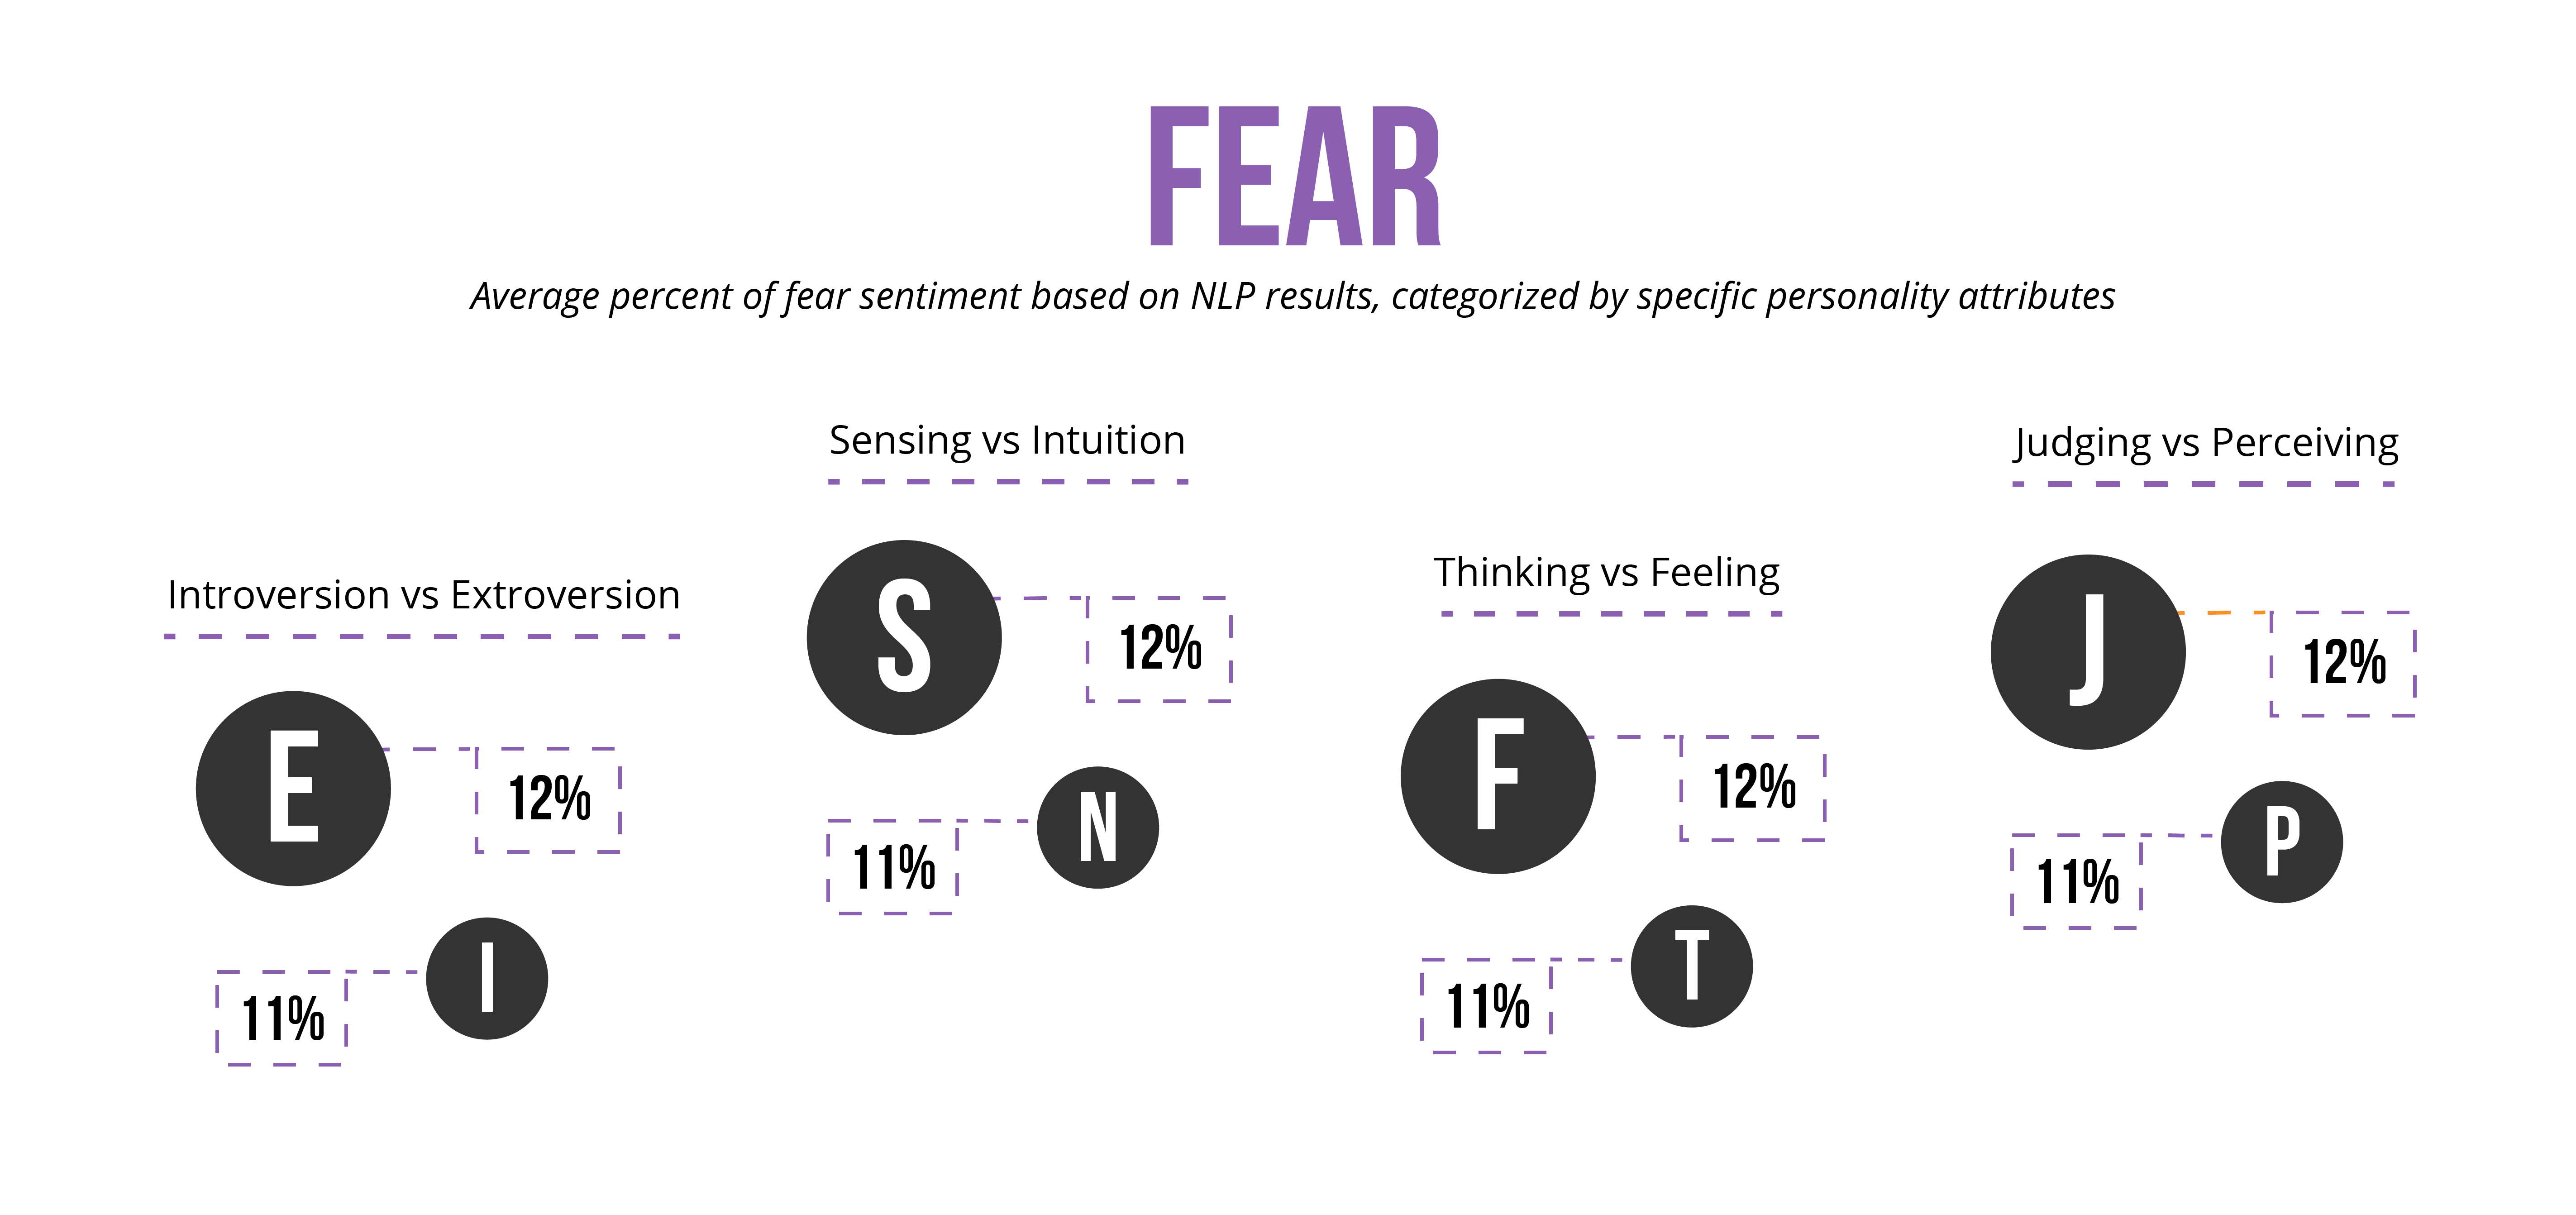 FEAR
Average percent of fear sentiment based on NLP results, categorized by specific personality attributes
Introversion vs Extroversion
E
12%
I
11%
Sensing vs Intuition
S
12%
N
11%
Thinking vs Feeling
F
12%
T
11%
Judging vs Perceiving
J
12%
P
11%